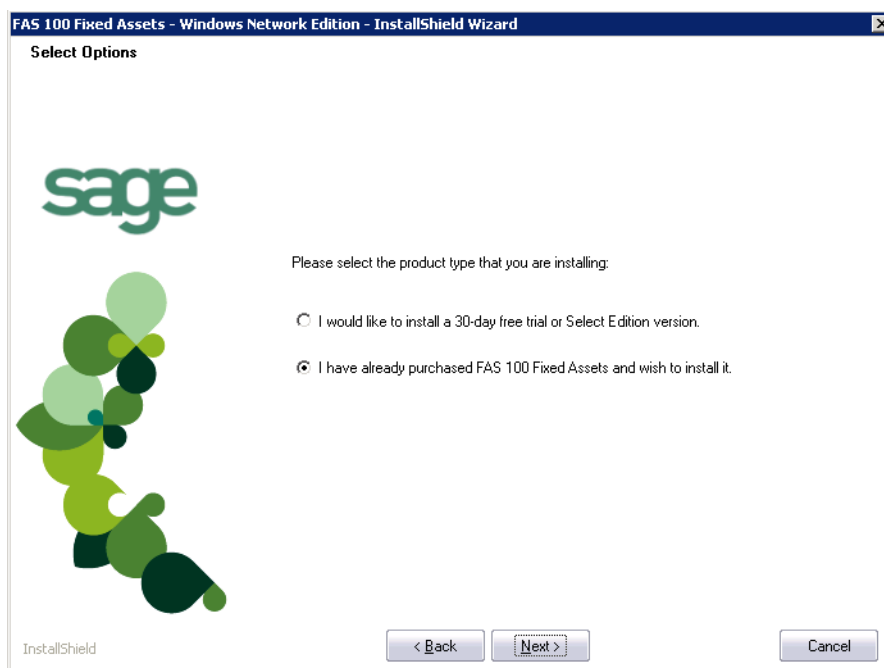 FAS 100 Fixed Assets - Windows Network Edition - InstallShield Wizard
Select Options
sage
Please select the product type that you are installing:
I would like to install a 30-day free trial or Select Edition version.
I have already purchased FAS 100 Fixed Assets and wish to install it.
InstallShield
< Back
Next >
Cancel